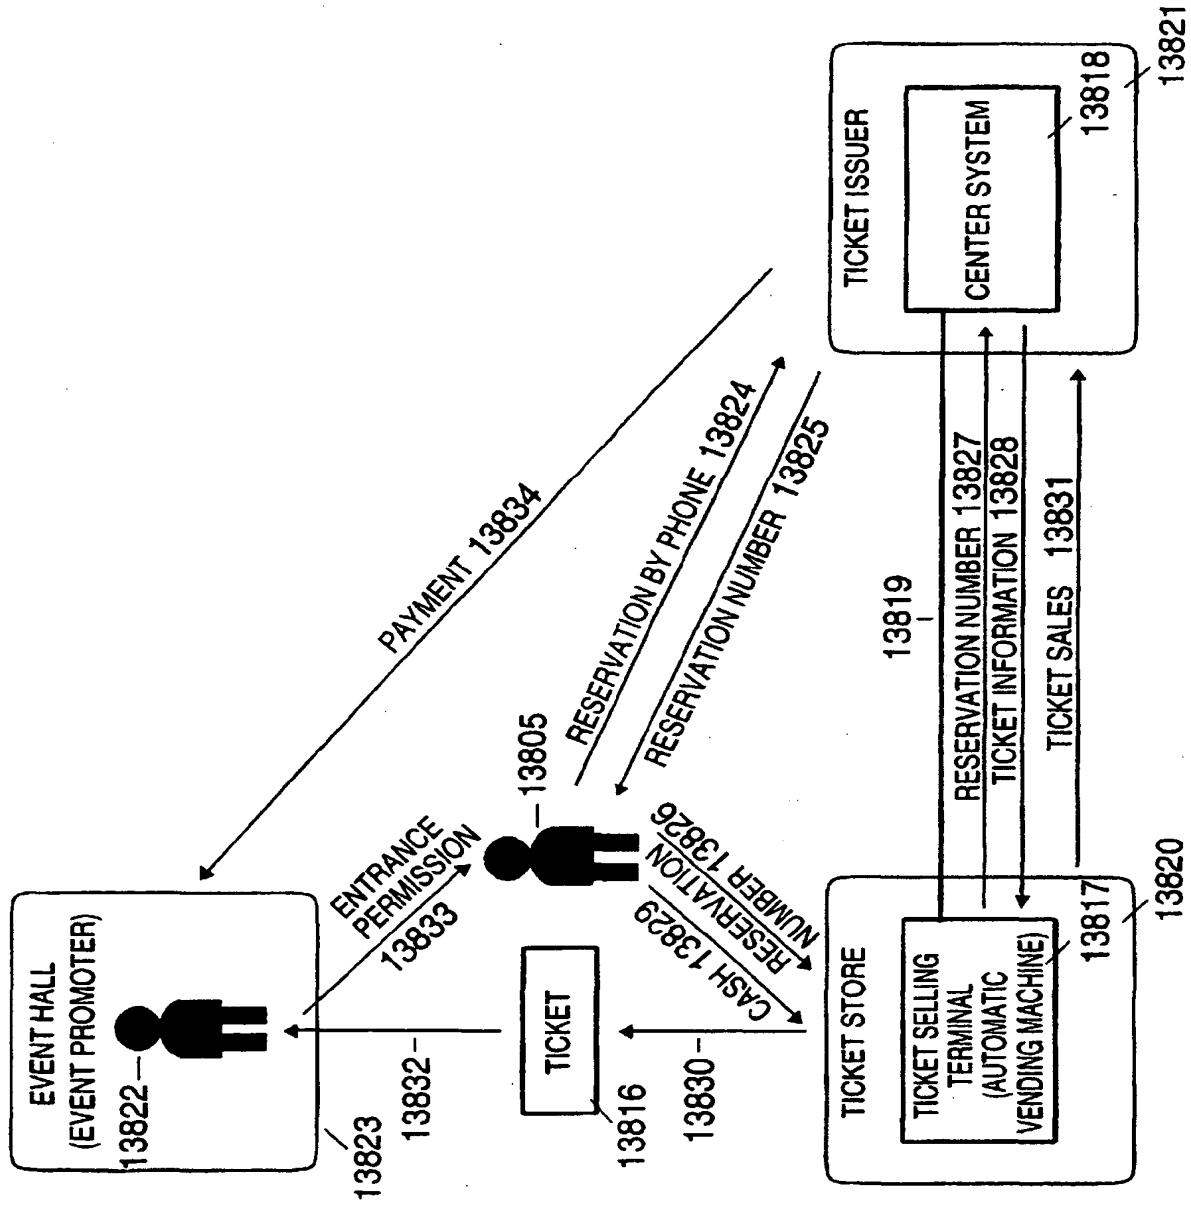 EVENT HALL
(EVENT PROMOTER)
13822
13823
13832
ENTRANCE
PERMISSION
13833
PAYMENT 13834
TICKET
13816
13805
RESERVATION BY PHONE 13824
RESERVATION NUMBER 13825
CASH 13829
RESERVATION
NUMBER 13826
13830
TICKET STORE
TICKET SELLING
TERMINAL
(AUTOMATIC
VENDING MACHINE)
13817
13820
13819
RESERVATION NUMBER 13827
TICKET INFORMATION 13828
TICKET SALES 13831
TICKET ISSUER
CENTER SYSTEM
13818
13821